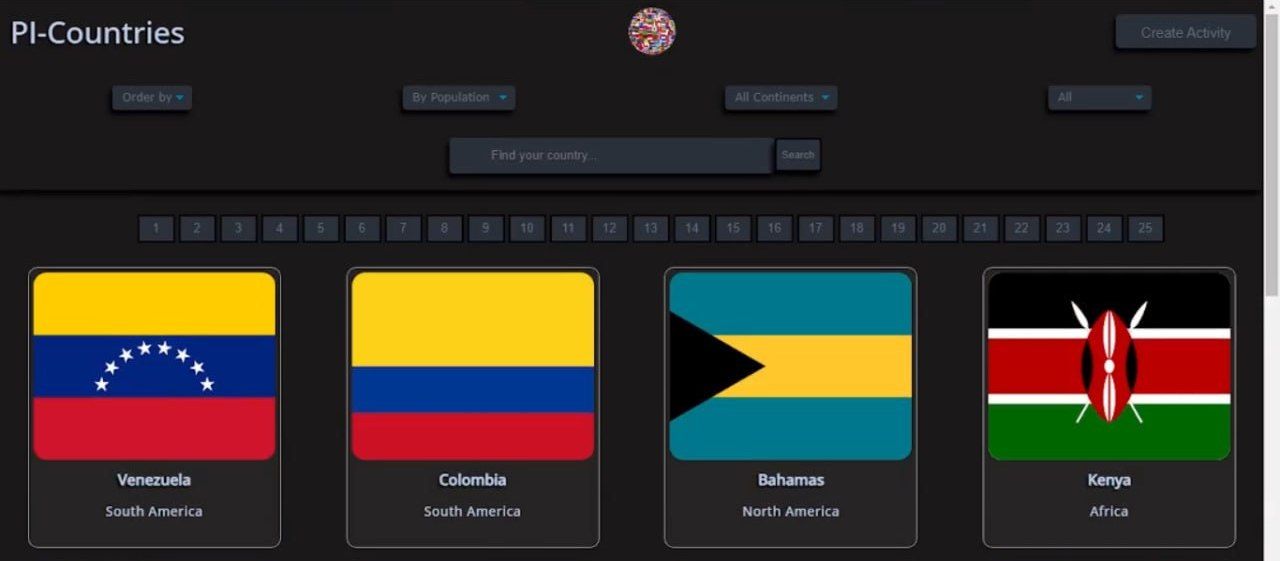 PI-Countries
Create Activity
Order by
By Population
All Continents
All
Find your country...
Search
1 2 3 4 5 6 7 8 9 10 11 12 13 14 15 16 17 18 19 20 21 22 23 24 25
Venezuela
South America
Colombia
South America
Bahamas
North America
Kenya
Africa